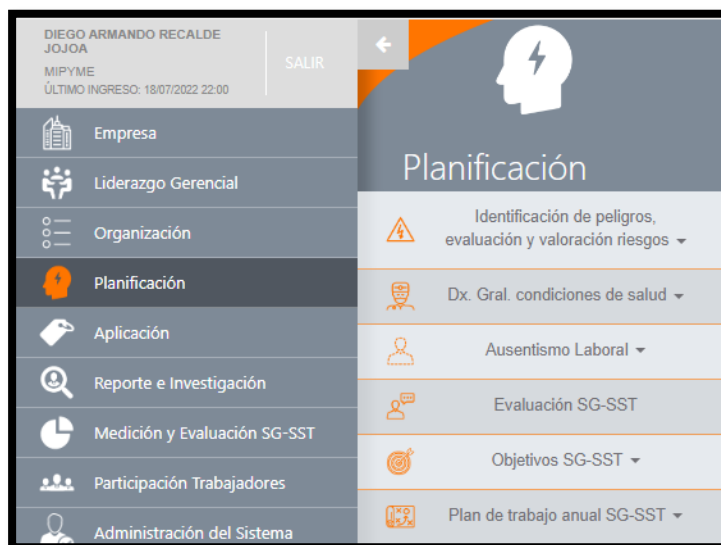 DIEGO ARMANDO RECALDE
JOJOA
MIPYME
ÚLTIMO INGRESO: 18/07/2022 22:00
SALIR
Empresa
Liderazgo Gerencial
Organización
Planificación
Aplicación
Reporte e Investigación
Medición y Evaluación SG-SST
Participación Trabajadores
Administración del Sistema
Planificación
Identificación de peligros,
evaluación y valoración riesgos
Dx. Gral. condiciones de salud
Ausentismo Laboral
Evaluación SG-SST
Objetivos SG-SST
Plan de trabajo anual SG-SST